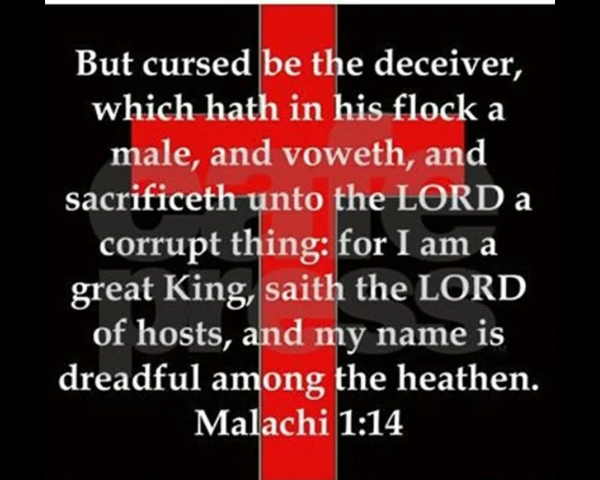 But cursed be the deceiver,
which hath in his flock a
male, and voweth, and
sacrificeth unto the LORD a
corrupt thing: for I am a
great King, saith the LORD
of hosts, and my name is
dreadful among the heathen.
Malachi 1:14
cafe
press